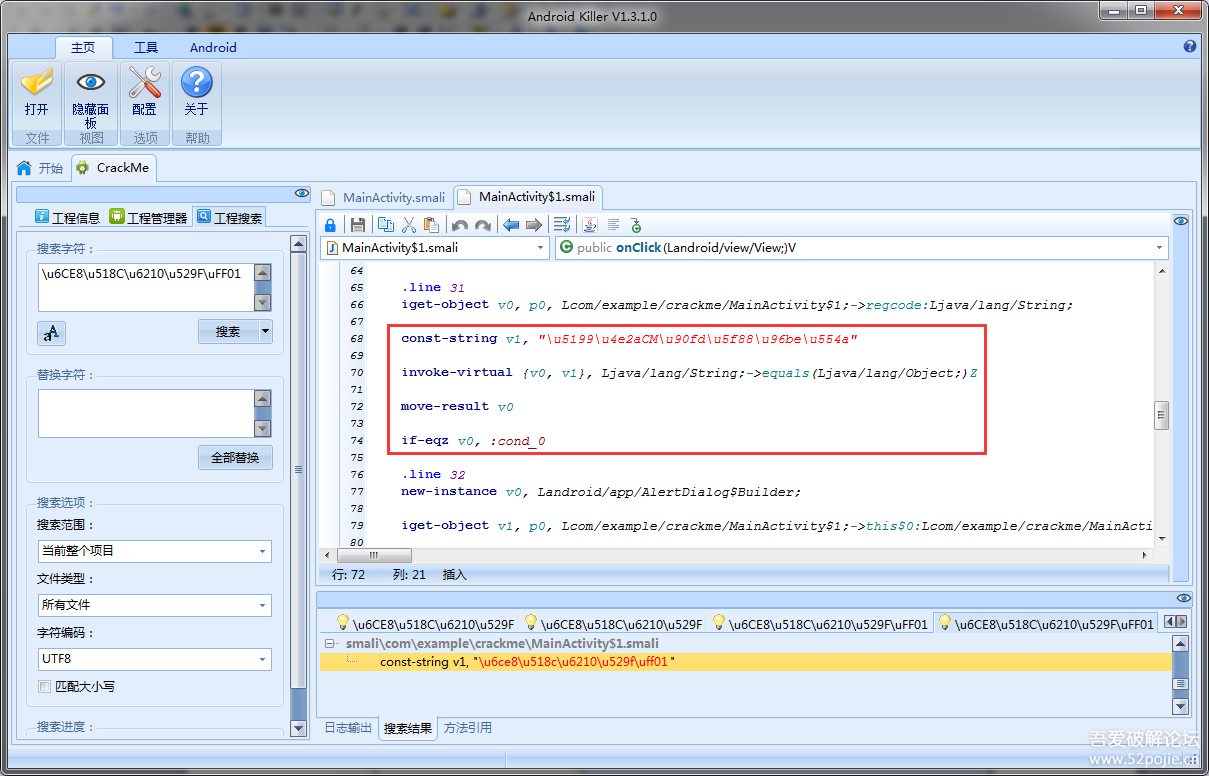 Android Killer V1.3.1.0
主页 工具 Android
打开 隐藏面板 配置 关于
文件 视图 选项 帮助
开始 CrackMe
工程信息 工程管理器 工程搜索
搜索字符：
\u6CE8\u518C\u6210\u529F\uFF01
搜索
替换字符：
全部替换
搜索选项：
搜索范围：
当前整个项目
文件类型：
所有文件
字符编码：
UTF8
匹配大小写
搜索进度：
MainActivity.smali MainActivity$1.smali
MainActivity$1.smali public onClick(Landroid/view/View;)V
64
65 .line 31
66 iget-object v0, p0, Lcom/example/crackme/MainActivity$1;->regcode:Ljava/lang/String;
67
68 const-string v1, "\u5199\u4e2aCM\u90fd\u5f88\u96be\u554a"
69
70 invoke-virtual {v0, v1}, Ljava/lang/String;->equals(Ljava/lang/Object;)Z
71
72 move-result v0
73
74 if-eqz v0, :cond_0
75
76 .line 32
77 new-instance v0, Landroid/app/AlertDialog$Builder;
78
79 iget-object v1, p0, Lcom/example/crackme/MainActivity$1;->this$0:Lcom/example/crackme/MainActi
80
行: 72 列: 21 插入
\u6CE8\u518C\u6210\u529F \u6CE8\u518C\u6210\u529F \u6CE8\u518C\u6210\u529F\uFF01 \u6CE8\u518C\u6210\u529F\uFF01
smali\com\example\crackme\MainActivity$1.smali
const-string v1, "\u6ce8\u518c\u6210\u529f\uff01"
日志输出 搜索结果 方法引用
吾爱破解论坛
www.52pojie.cn